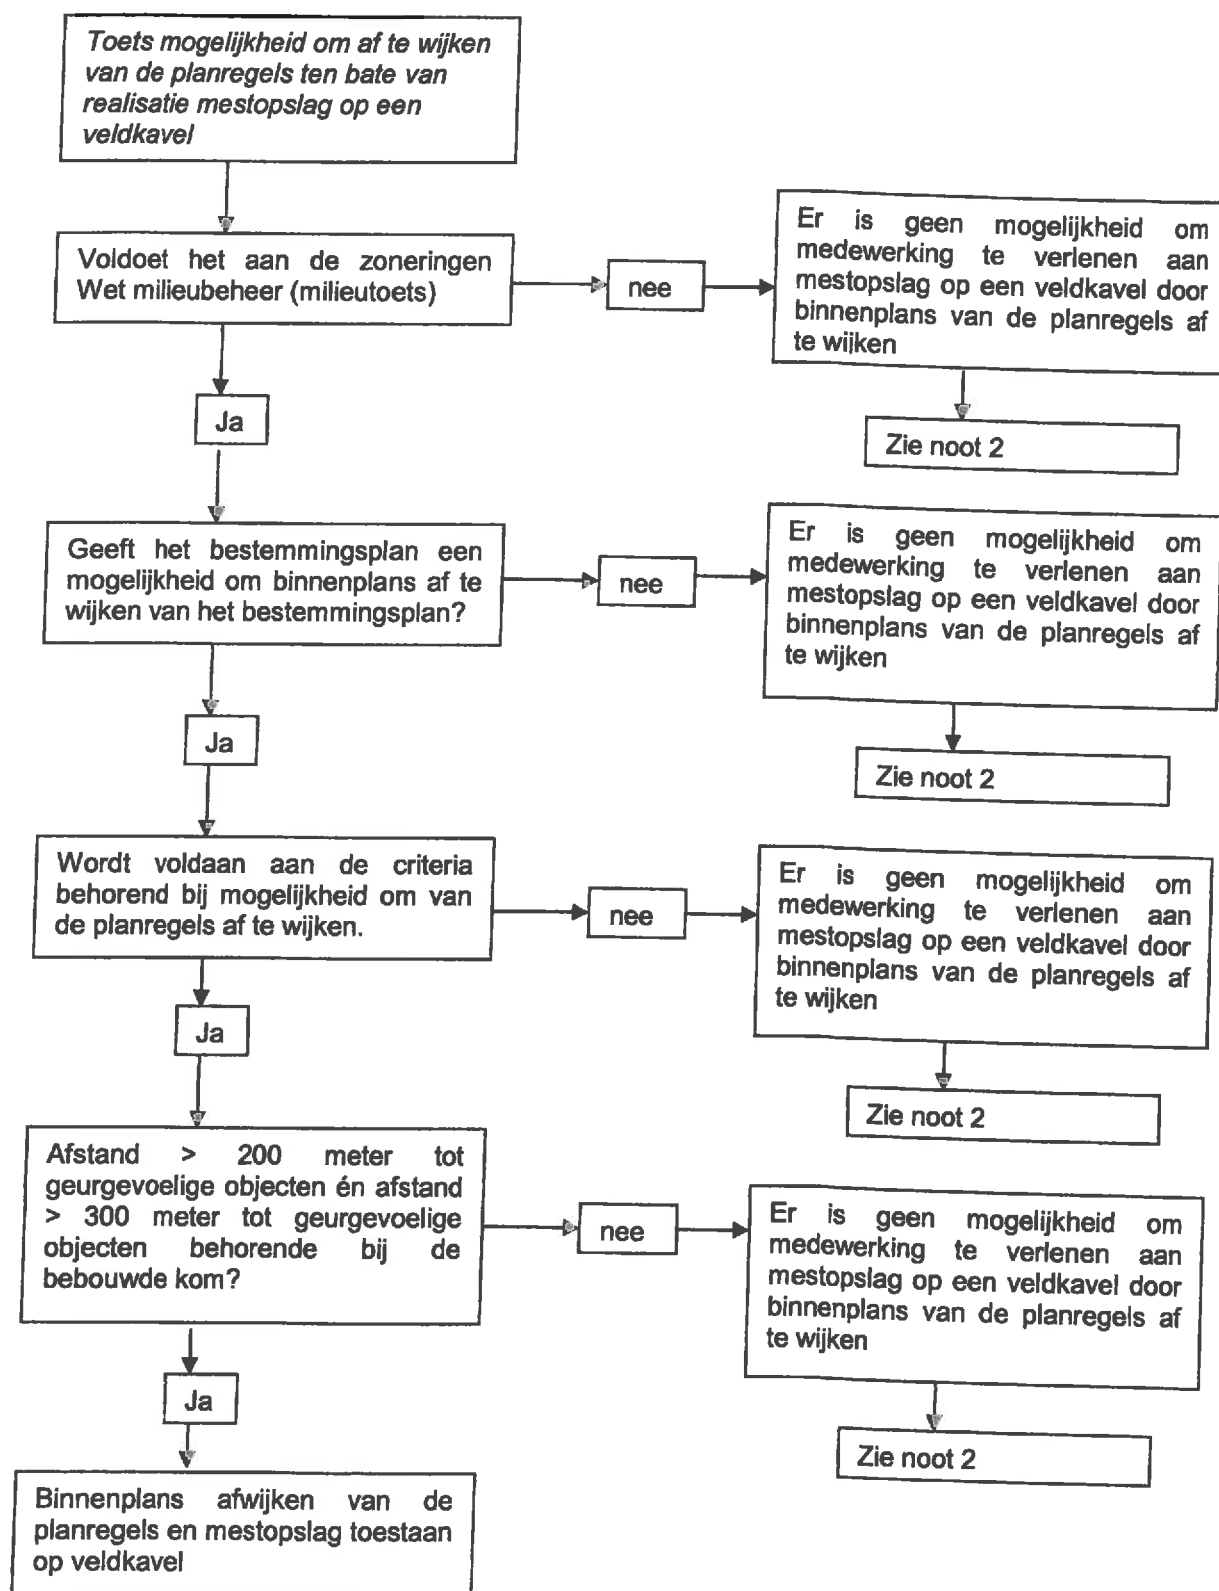 Toets mogelijkheid om af te wijken
van de planregels ten bate van
realisatie mestopslag op een
veldkavel
Voldoet het aan de zoneringen
Wet milieubeheer (milieutoets)
nee
Er is geen mogelijkheid om
medewerking te verlenen aan
mestopslag op een veldkavel door
binnenplans van de planregels af
te wijken
Ja
Zie noot 2
Geeft het bestemmingsplan een
mogelijkheid om binnenplans af te
wijken van het bestemmingsplan?
nee
Er is geen mogelijkheid om
medewerking te verlenen aan
mestopslag op een veldkavel door
binnenplans van de planregels af
te wijken
Ja
Zie noot 2
Wordt voldaan aan de criteria
behorend bij mogelijkheid om van
de planregels af te wijken.
nee
Er is geen mogelijkheid om
medewerking te verlenen aan
mestopslag op een veldkavel door
binnenplans van de planregels af
te wijken
Ja
Zie noot 2
Afstand > 200 meter tot
geurgevoelige objecten én afstand
> 300 meter tot geurgevoelige
objecten behorende bij de
bebouwde kom?
nee
Er is geen mogelijkheid om
medewerking te verlenen aan
mestopslag op een veldkavel door
binnenplans van de planregels af
te wijken
Ja
Zie noot 2
Binnenplans afwijken van de
planregels en mestopslag toestaan
op veldkavel